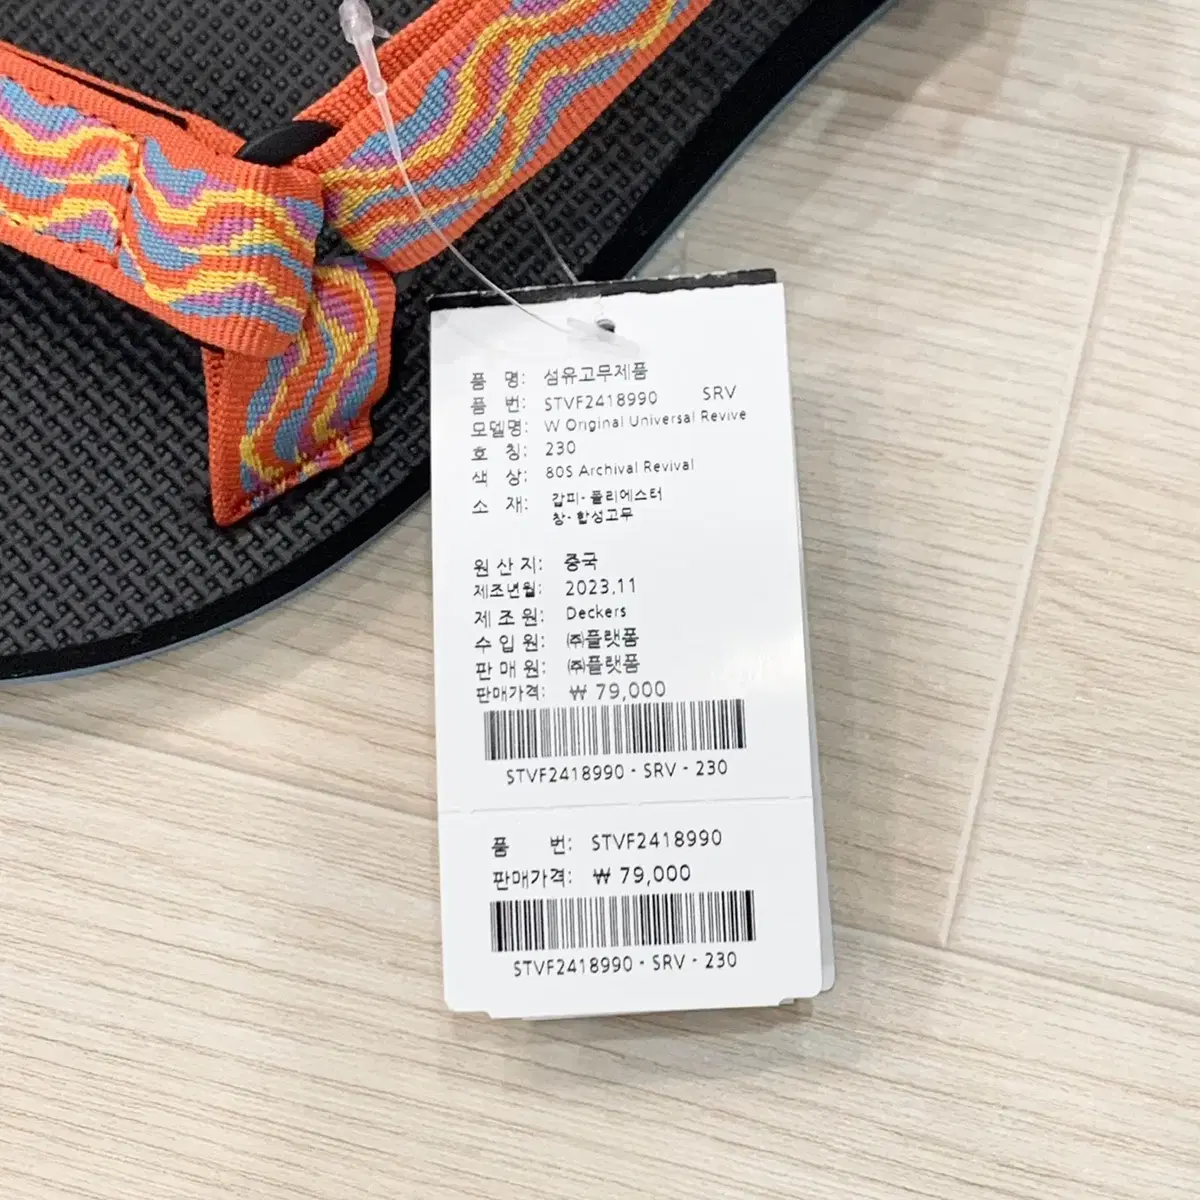 품 명: 섬유고무제품
품 번: STVF2418990 SRV
모델명: W Original Universal Revive
호 칭: 230
색 상: 80S Archival Revival
소 재: 갑피-폴리에스터
창-합성고무
원 산 지: 중국
제조년월: 2023.11
제 조 원: Deckers
수 입 원: ㈜플랫폼
판 매 원: ㈜플랫폼
판매가격: ₩ 79,000
STVF2418990 - SRV - 230
품 번: STVF2418990
판매가격: ₩ 79,000
STVF2418990 - SRV - 230